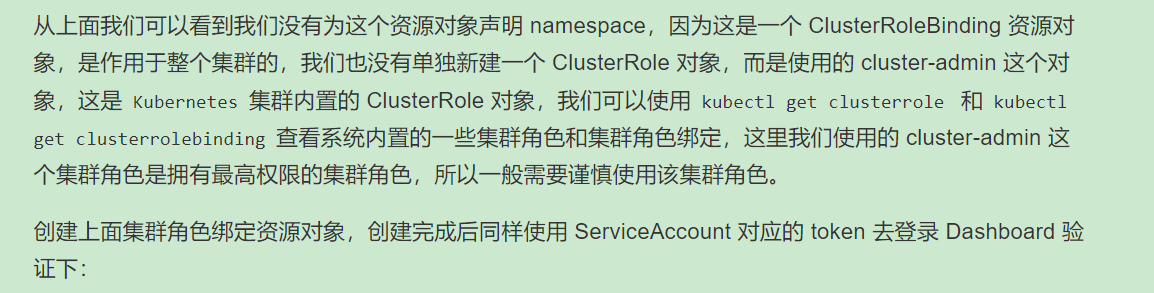 从上面我们可以看到我们没有为这个资源对象声明 namespace，因为这是一个 ClusterRoleBinding 资源对
象，是作用于整个集群的，我们也没有单独新建一个 ClusterRole 对象，而是使用的 cluster-admin 这个对
象，这是 Kubernetes 集群内置的 ClusterRole 对象，我们可以使用 kubectl get clusterrole 和 kubectl
get clusterrolebinding 查看系统内置的一些集群角色和集群角色绑定，这里我们使用的 cluster-admin 这
个集群角色是拥有最高权限的集群角色，所以一般需要谨慎使用该集群角色。
创建上面集群角色绑定资源对象，创建完成后同样使用 ServiceAccount 对应的 token 去登录 Dashboard 验
证下：